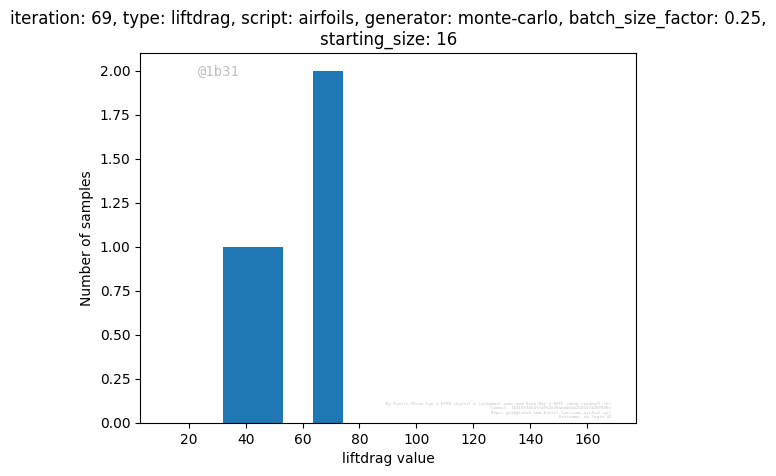 iteration: 69, type: liftdrag, script: airfoils, generator: monte-carlo, batch_size_factor: 0.25,
starting_size: 16
@1b31
2.00
1.75
1.50
1.25
1.00
0.75
0.50
0.25
0.00
Number of samples
20 40 60 80 100 120 140 160
liftdrag value